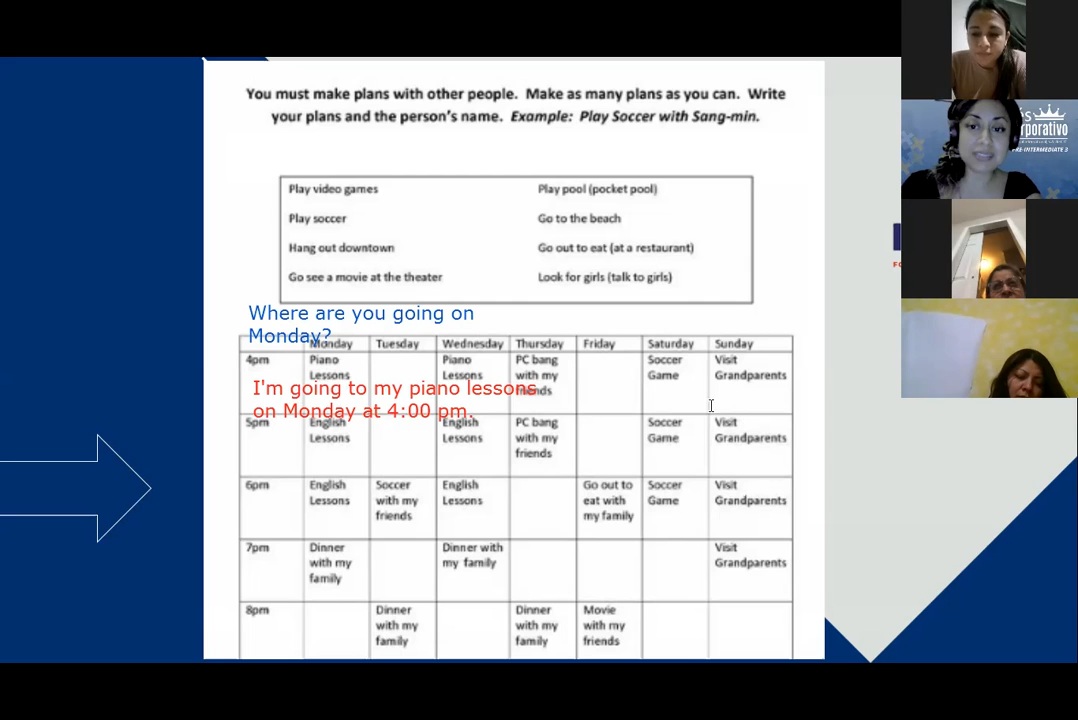 You must make plans with other people. Make as many plans as you can. Write
your plans and the person's name. Example: Play Soccer with Sang-min.
Play video games Play pool (pocket pool)
Play soccer Go to the beach
Hang out downtown Go out to eat (at a restaurant)
Go see a movie at the theater Look for girls (talk to girls)
Where are you going on
Monday?
Monday Tuesday Wednesday Thursday Friday Saturday Sunday
4pm Piano Piano PC bang Soccer Visit
Lessons Lessons with my Game Grandparents
friends
I'm going to my piano lessons
on Monday at 4:00 pm.
5pm English English PC bang Soccer Visit
Lessons Lessons with my Game Grandparents
friends
6pm English Soccer English Go out to Soccer Visit
Lessons with my Lessons eat with Game Grandparents
friends my family
7pm Dinner Dinner with Visit
with my my family Grandparents
family
8pm Dinner Dinner Movie
with my with my with my
family family friends
PRE-INTERMEDIATE 3